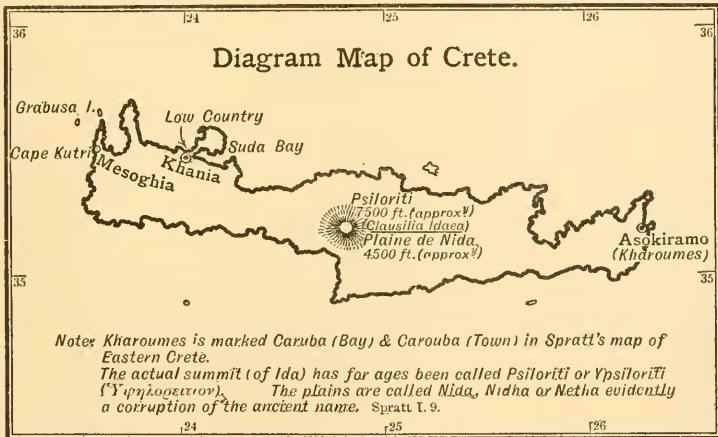 24 25 26
36 36
Diagram Map of Crete.
Grabusa I.
Low Country
Cape Kutri
Suda Bay
Mesoghia
Khania
Psiloriti
7500 ft. (approxy)
(Clausilia Idaea)
Plaine de Nida
4500 ft. (approxy)
Asokiramo
(Kharoumes)
35 35
Note: Kharoumes is marked Caruba (Bay) & Carouba (Town) in Spratt's map of
Eastern Crete.
The actual summit (of Ida) has for ages been called Psiloriti or Ypsiloriti
(Ὑψηλορειτιον). The plains are called Nida, Nidha or Netha evidently
a corruption of the ancient name. Spratt I. 9.
24 25 26